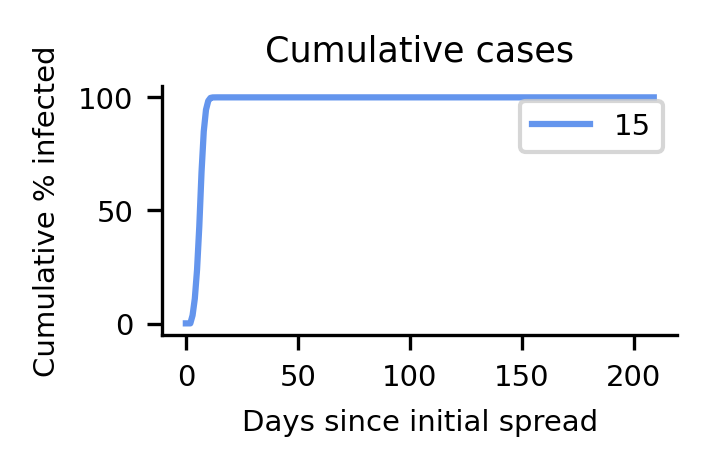 Cumulative cases
Cumulative % infected
100
50
0
15
0 50 100 150 200
Days since initial spread